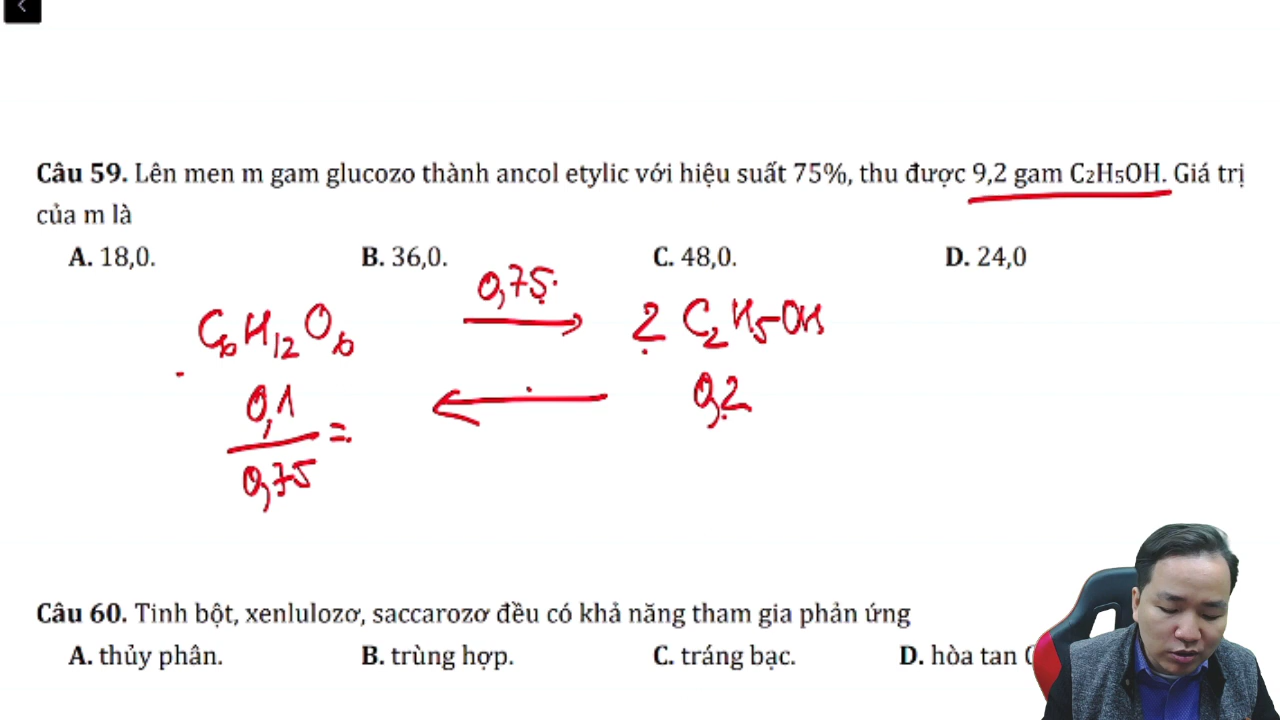 Câu 59. Lên men m gam glucozo thành ancol etylic với hiệu suất 75%, thu được 9,2 gam C₂H₅OH. Giá trị
của m là
A. 18,0. B. 36,0. C. 48,0. D. 24,0
0,75
C₆H₁₂O₆ → 2 C₂H₅-OH
0,1 ← 0,2
0,75 =
Câu 60. Tinh bột, xenlulozơ, saccarozơ đều có khả năng tham gia phản ứng
A. thủy phân. B. trùng hợp. C. tráng bạc. D. hòa tan